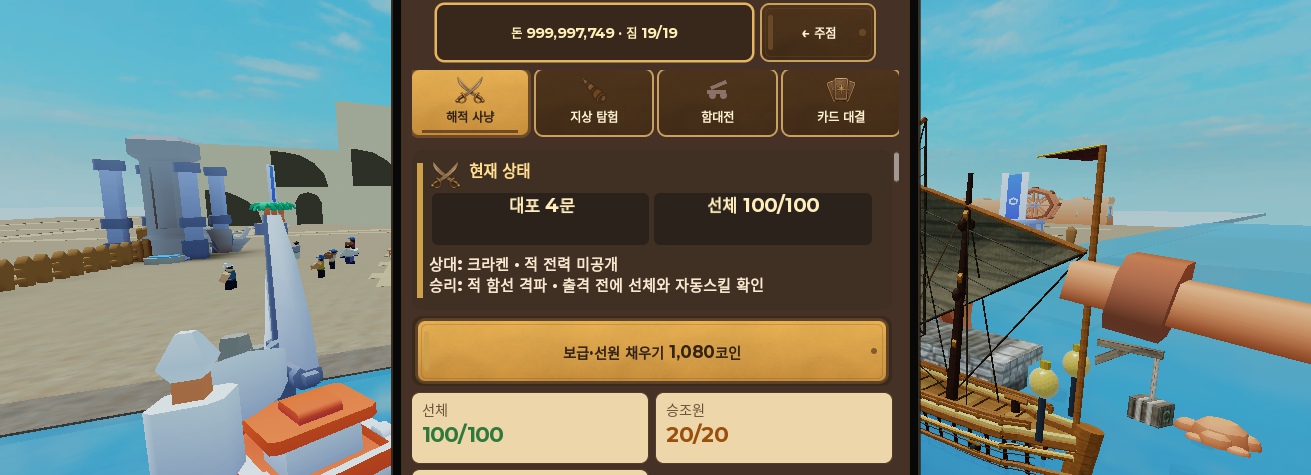 돈 999,997,749 · 짐 19/19
← 주점
해적 사냥
지상 탐험
함대전
카드 대결
현재 상태
대포 4문
선체 100/100
상대: 크라켄 • 적 전력 미공개
승리: 적 함선 격파 • 출격 전에 선체와 자동스킬 확인
보급·선원 채우기 1,080코인
선체
100/100
승조원
20/20